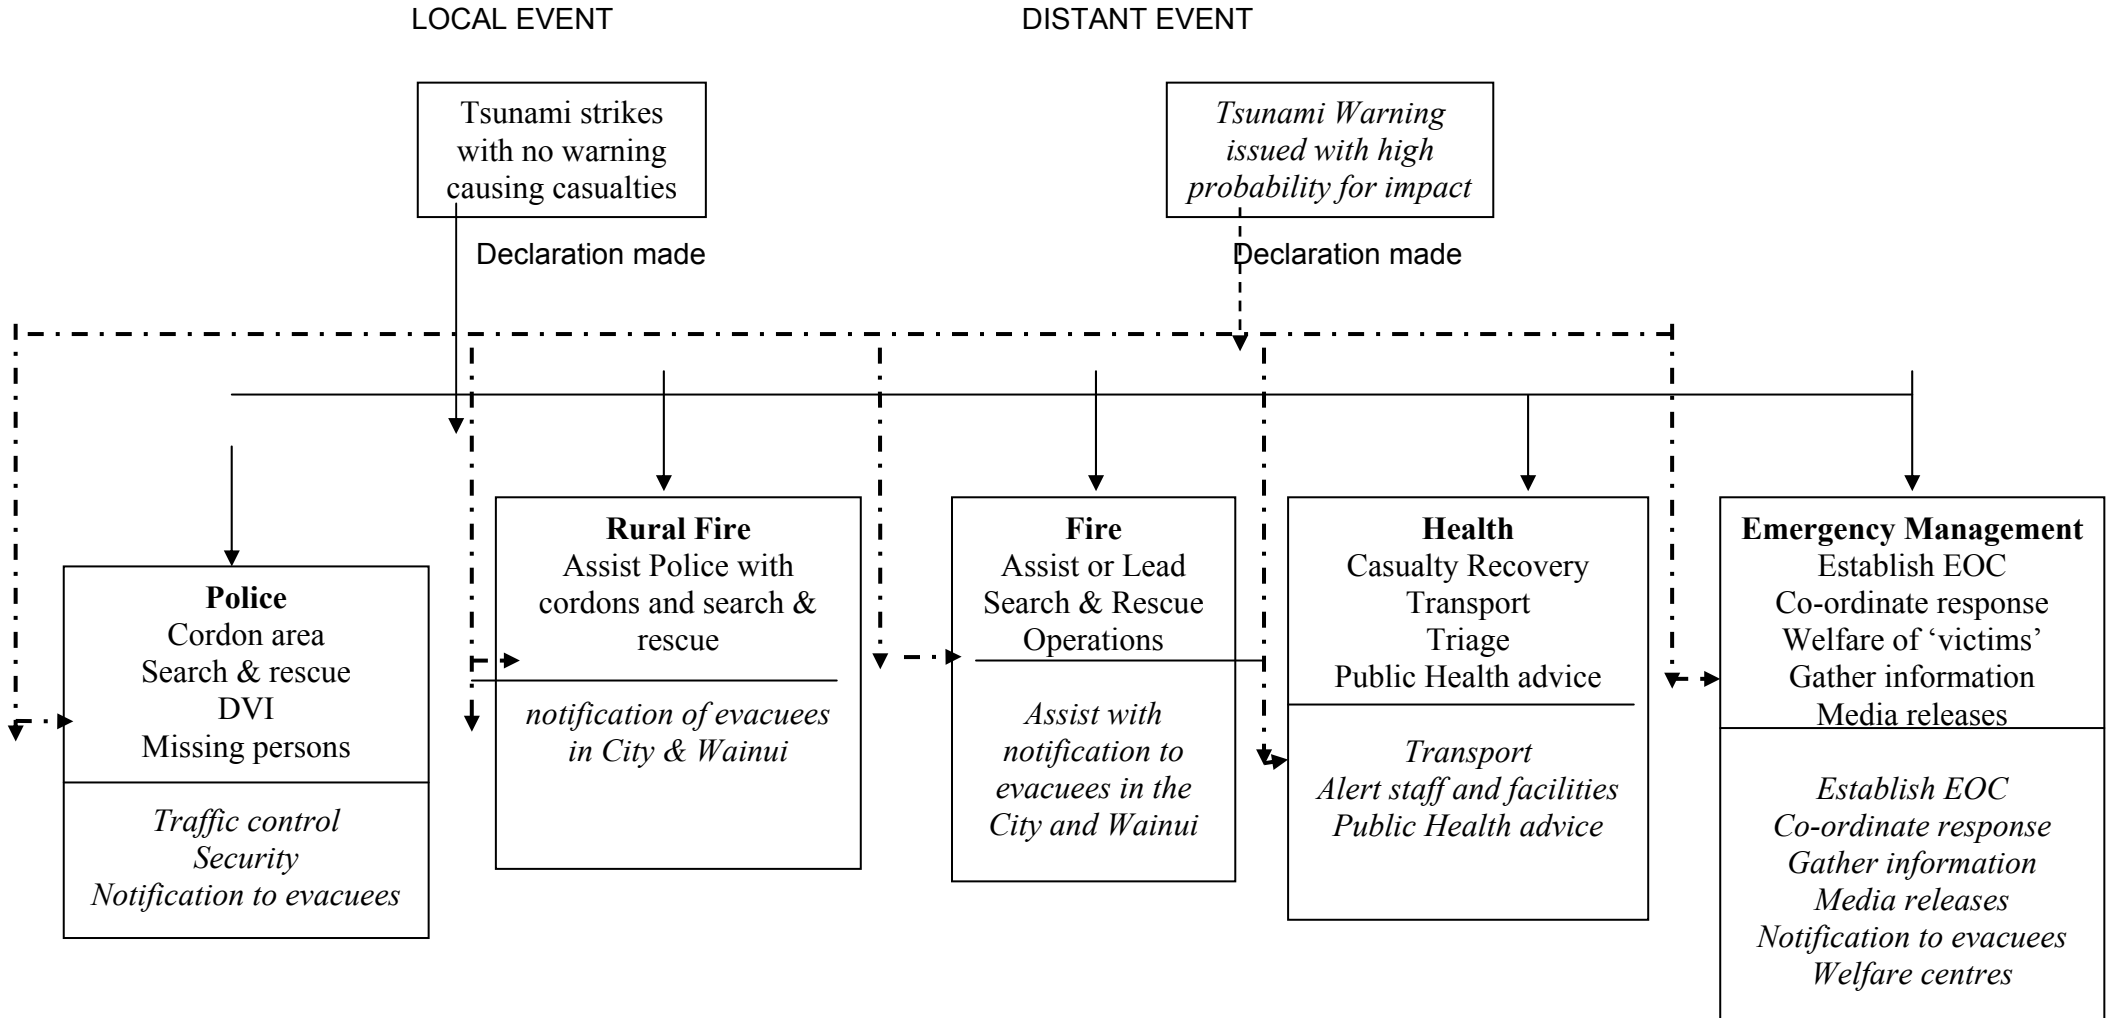 LOCAL EVENT
DISTANT EVENT
Tsunami strikes
with no warning
causing casualties
Tsunami Warning
issued with high
probability for impact
Declaration made
Declaration made
Police
Cordon area
Search & rescue
DVI
Missing persons
Traffic control
Security
Notification to evacuees
Rural Fire
Assist Police with
cordons and search &
rescue
notification of evacuees
in City & Wainui
Fire
Assist or Lead
Search & Rescue
Operations
Assist with
notification to
evacuees in the
City and Wainui
Health
Casualty Recovery
Transport
Triage
Public Health advice
Transport
Alert staff and facilities
Public Health advice
Emergency Management
Establish EOC
Co-ordinate response
Welfare of ‘victims’
Gather information
Media releases
Establish EOC
Co-ordinate response
Gather information
Media releases
Notification to evacuees
Welfare centres